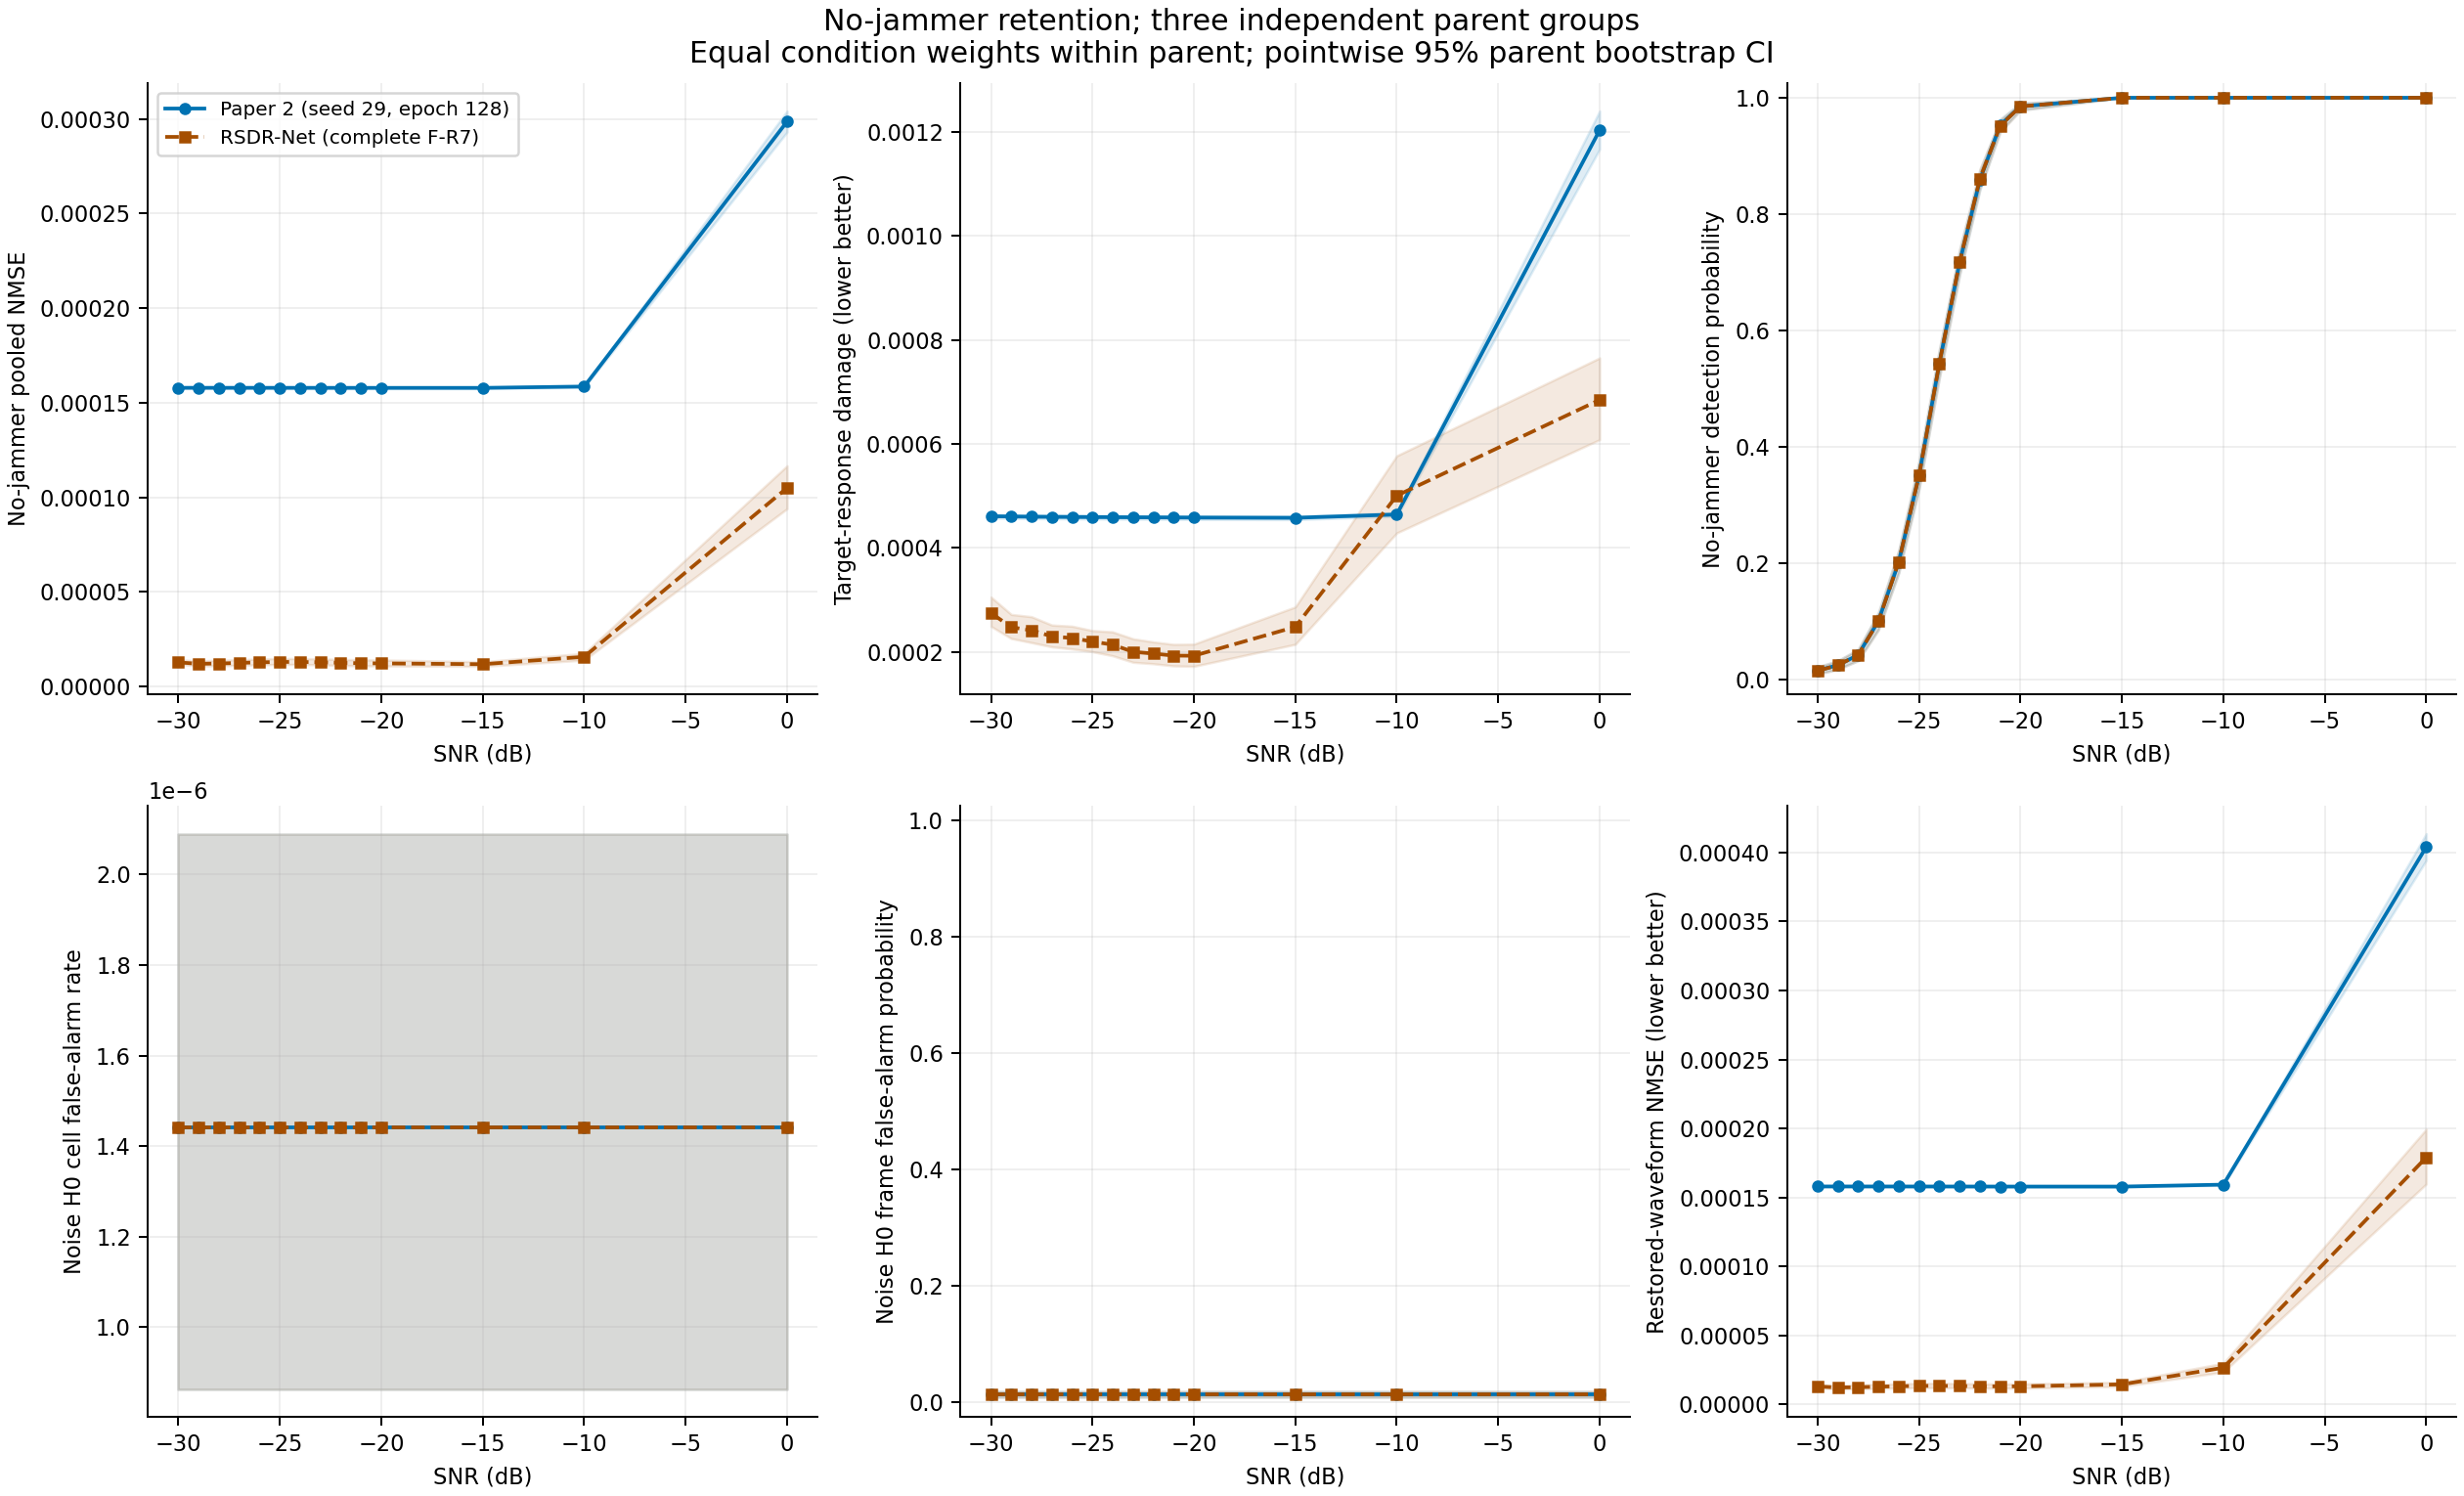 No-jammer retention; three independent parent groups
Equal condition weights within parent; pointwise 95% parent bootstrap CI
No-jammer pooled NMSE
0.00030
0.00025
0.00020
0.00015
0.00010
0.00005
0.00000
Paper 2 (seed 29, epoch 128)
RSDR-Net (complete F-R7)
−30 −25 −20 −15 −10 −5 0
SNR (dB)
Target-response damage (lower better)
0.0012
0.0010
0.0008
0.0006
0.0004
0.0002
−30 −25 −20 −15 −10 −5 0
SNR (dB)
No-jammer detection probability
1.0
0.8
0.6
0.4
0.2
0.0
−30 −25 −20 −15 −10 −5 0
SNR (dB)
1e−6
Noise H0 cell false-alarm rate
2.0
1.8
1.6
1.4
1.2
1.0
−30 −25 −20 −15 −10 −5 0
SNR (dB)
Noise H0 frame false-alarm probability
1.0
0.8
0.6
0.4
0.2
0.0
−30 −25 −20 −15 −10 −5 0
SNR (dB)
Restored-waveform NMSE (lower better)
0.00040
0.00035
0.00030
0.00025
0.00020
0.00015
0.00010
0.00005
0.00000
−30 −25 −20 −15 −10 −5 0
SNR (dB)